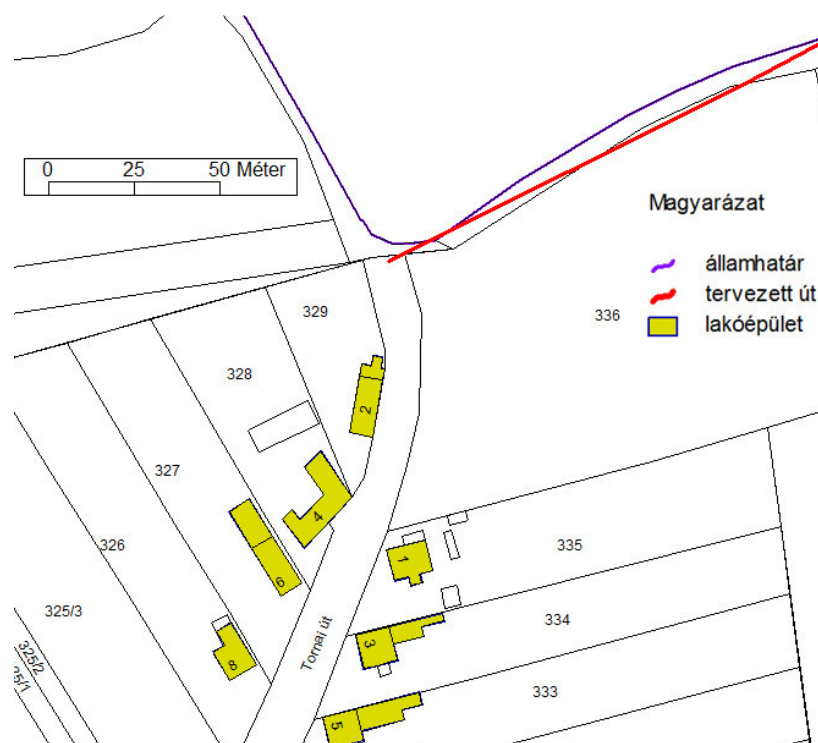 0 25 50 Méter
Magyarázat
államhatár
tervezett út
lakóépület
329
336
328
2
327
4
326
6
1
335
325/3
334
Tornai út
3
325/2
8
333
5